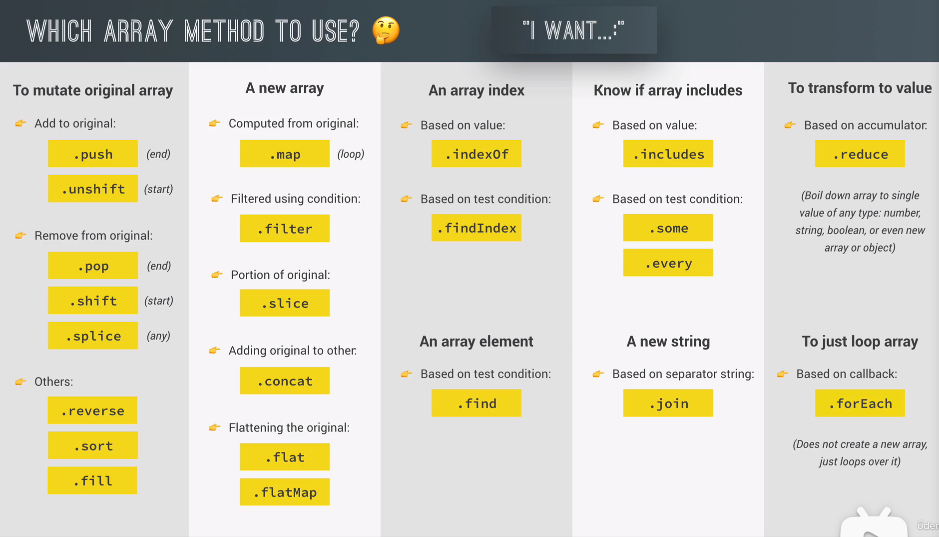 WHICH ARRAY METHOD TO USE? 🤔
"I WANT...:"
To mutate original array
👉 Add to original:
.push (end)
.unshift (start)
👉 Remove from original:
.pop (end)
.shift (start)
.splice (any)
👉 Others:
.reverse
.sort
.fill
A new array
👉 Computed from original:
.map (loop)
👉 Filtered using condition:
.filter
👉 Portion of original:
.slice
👉 Adding original to other:
.concat
👉 Flattening the original:
.flat
.flatMap
An array index
👉 Based on value:
.indexOf
👉 Based on test condition:
.findIndex
An array element
👉 Based on test condition:
.find
Know if array includes
👉 Based on value:
.includes
👉 Based on test condition:
.some
.every
A new string
👉 Based on separator string:
.join
To transform to value
👉 Based on accumulator:
.reduce
(Boil down array to single
value of any type: number,
string, boolean, or even new
array or object)
To just loop array
👉 Based on callback:
.forEach
(Does not create a new array,
just loops over it)